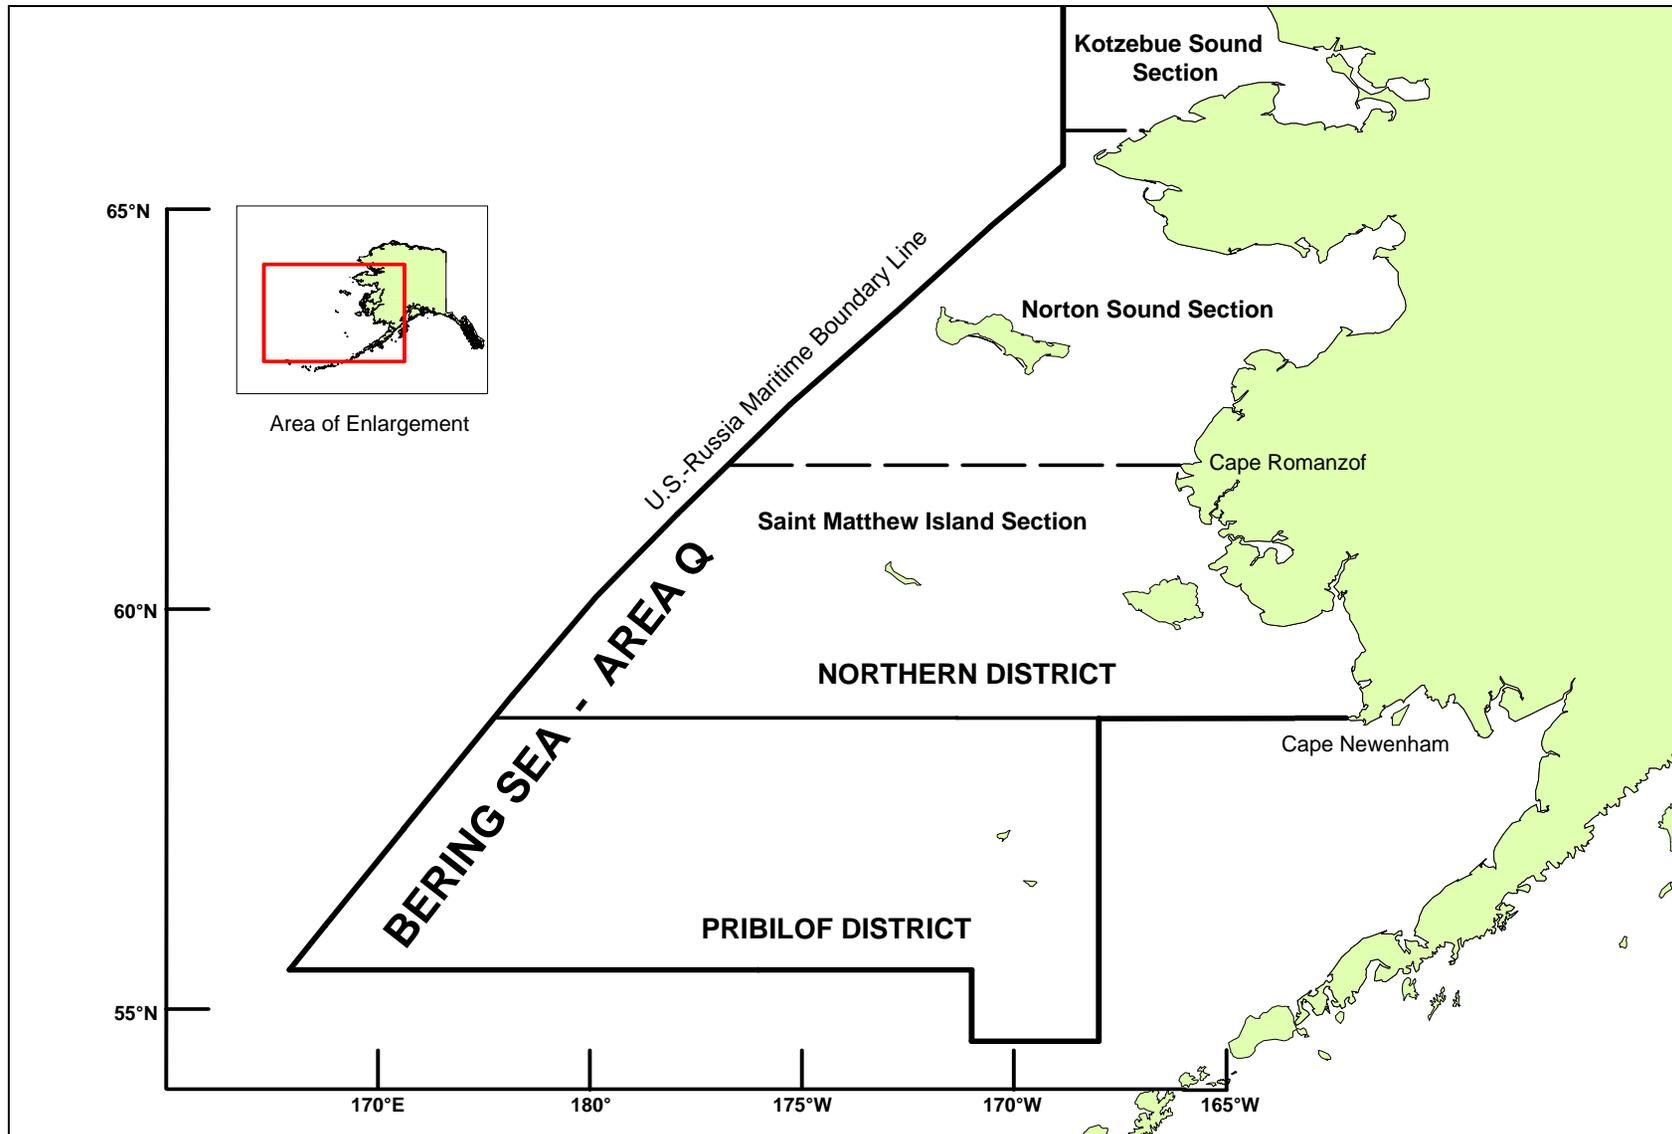 Kotzebue Sound
Section
65°N
U.S.-Russia Maritime Boundary Line
Norton Sound Section
Area of Enlargement
Cape Romanzof
Saint Matthew Island Section
BERING SEA - AREA Q
60°N
NORTHERN DISTRICT
Cape Newenham
PRIBILOF DISTRICT
55°N
170°E
180°
175°W
170°W
165°W